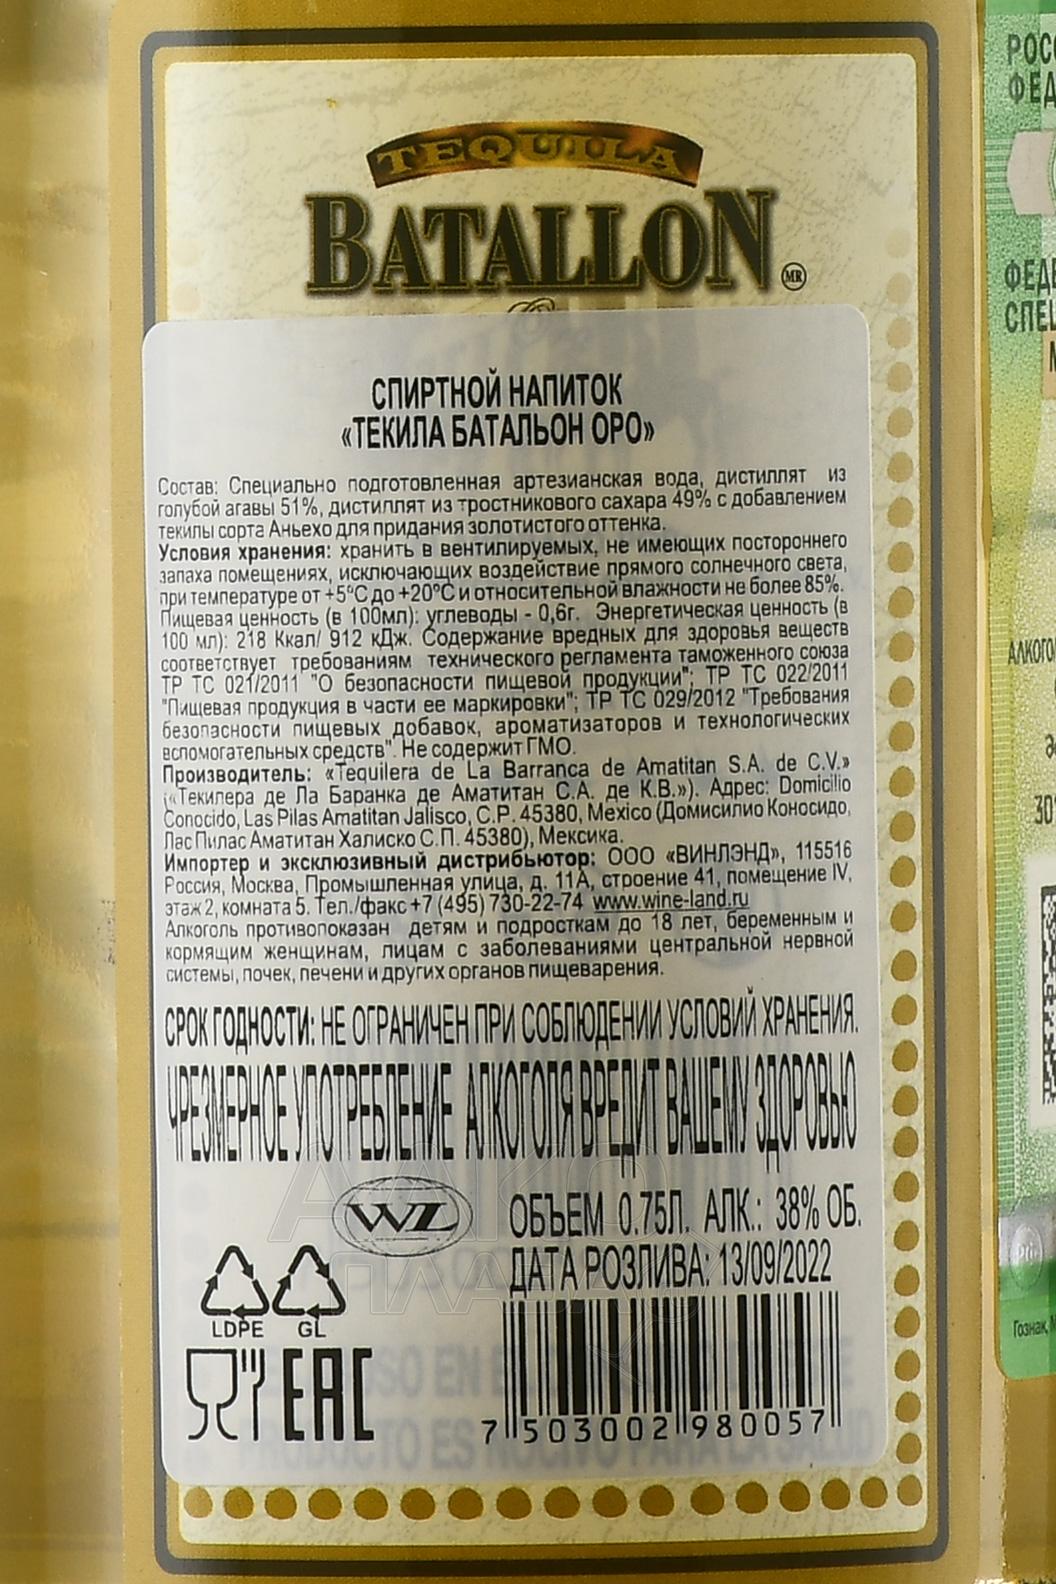 TEQUILA
BATALLON
MR
СПИРТНОЙ НАПИТОК
«ТЕКИЛА БАТАЛЬОН ОРО»
Состав: Специально подготовленная артезианская вода, дистиллят из
голубой агавы 51%, дистиллят из тростникового сахара 49% с добавлением
текилы сорта Аньехо для придания золотистого оттенка.
Условия хранения: хранить в вентилируемых, не имеющих постороннего
запаха помещениях, исключающих воздействие прямого солнечного света,
при температуре от +5°С до +20°С и относительной влажности не более 85%.
Пищевая ценность (в 100мл): углеводы - 0,6г. Энергетическая ценность (в
100 мл): 218 Ккал/ 912 кДж. Содержание вредных для здоровья веществ
соответствует требованиям технического регламента таможенного союза
ТР ТС 021/2011 "О безопасности пищевой продукции"; ТР ТС 022/2011
"Пищевая продукция в части ее маркировки"; ТР ТС 029/2012 "Требования
безопасности пищевых добавок, ароматизаторов и технологических
вспомогательных средств". Не содержит ГМО.
Производитель: «Tequilera de La Barranca de Amatitan S.A. de C.V.»
(«Текилера де Ла Баранка де Аматитан С.А. де К.В.»). Адрес: Domicilio
Conocido, Las Pilas Amatitan Jalisco, C.P. 45380, Mexico (Домисилио Коносидо,
Лас Пилас Аматитан Халиско С.П. 45380), Мексика.
Импортер и эксклюзивный дистрибьютор: ООО «ВИНЛЭНД», 115516
Россия, Москва, Промышленная улица, д. 11А, строение 41, помещение IV,
этаж 2, комната 5. Тел./факс +7 (495) 730-22-74 www.wine-land.ru
Алкоголь противопоказан детям и подросткам до 18 лет, беременным и
кормящим женщинам, лицам с заболеваниями центральной нервной
системы, почек, печени и других органов пищеварения.
СРОК ГОДНОСТИ: НЕ ОГРАНИЧЕН ПРИ СОБЛЮДЕНИИ УСЛОВИЙ ХРАНЕНИЯ.
ЧРЕЗМЕРНОЕ УПОТРЕБЛЕНИЕ АЛКОГОЛЯ ВРЕДИТ ВАШЕМУ ЗДОРОВЬЮ
WL
ОБЪЕМ 0.75Л. АЛК.: 38% ОБ.
ДАТА РОЗЛИВА: 13/09/2022
LDPE GL
EAC
7 503002 980057
РОСС
ФЕД
ФЕДЕ
СПЕЦ
АЛКОГО
Гознак, М